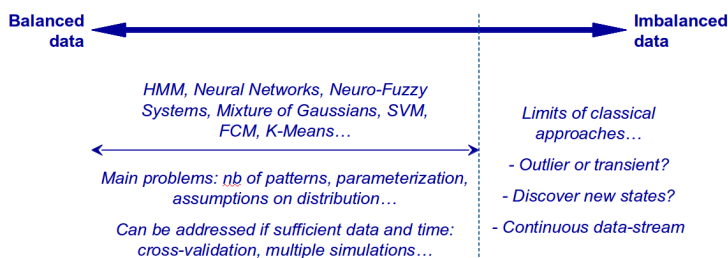 Balanced
data
Imbalanced
data
HMM, Neural Networks, Neuro-Fuzzy
Systems, Mixture of Gaussians, SVM,
FCM, K-Means…
Main problems: nb of patterns, parameterization,
assumptions on distribution…
Can be addressed if sufficient data and time:
cross-validation, multiple simulations…
Limits of classical
approaches…
- Outlier or transient?
- Discover new states?
- Continuous data-stream